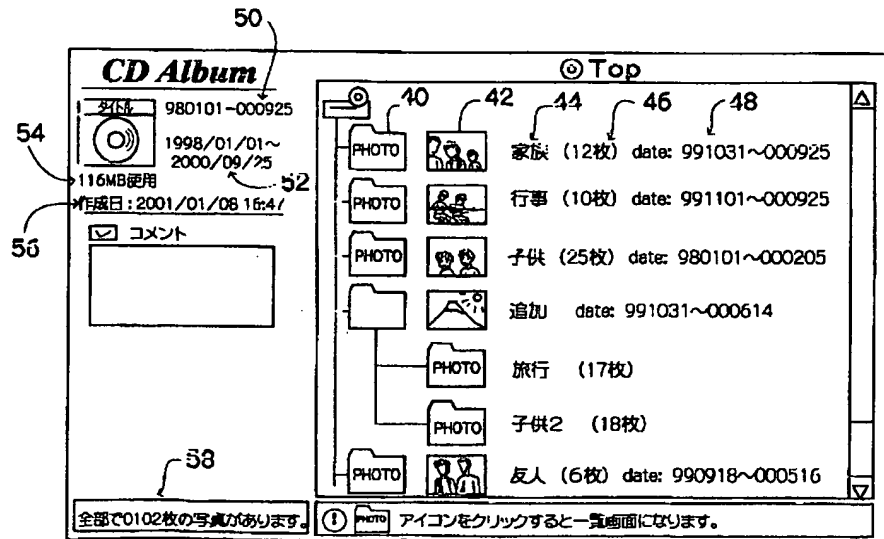 50
CD Album
タイトル
980101-000925
1998/01/01~
2000/09/25
52
54
116MB使用
作成日:2001/01/08 16:47
56
コメント
58
全部で0102枚の写真があります。
Top
40 42 44 46 48
PHOTO 家族 (12枚) date: 991031~000925
PHOTO 行事 (10枚) date: 991101~000925
PHOTO 子供 (25枚) date: 980101~000205
追加 date: 991031~000614
PHOTO 旅行 (17枚)
PHOTO 子供2 (18枚)
PHOTO 友人 (6枚) date: 990918~000516
! PHOTO アイコンをクリックすると一覧画面になります。